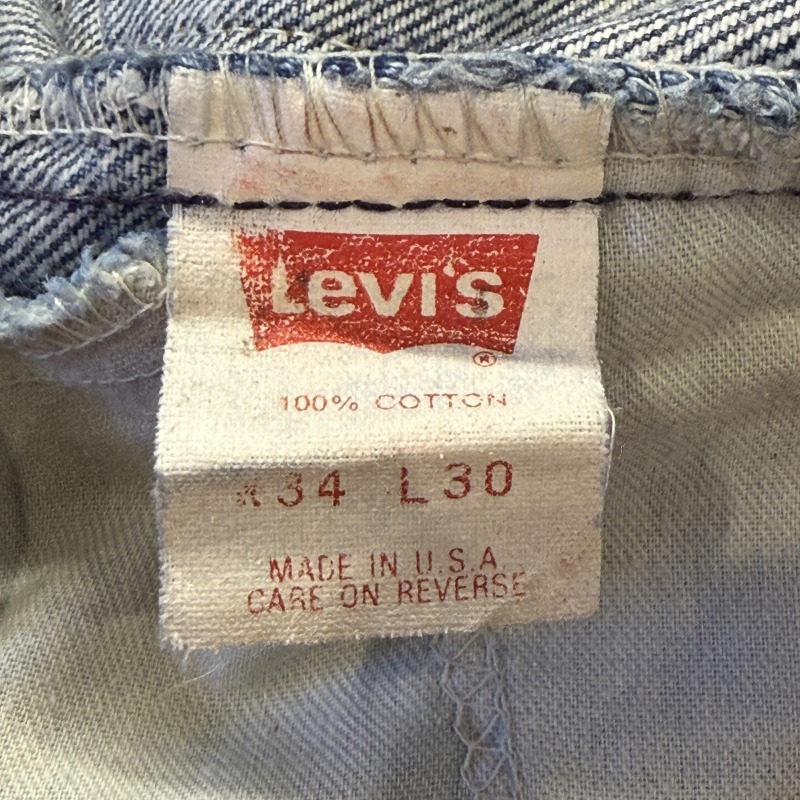 Levi's
®
100% COTTON
34 L30
MADE IN U.S.A.
CARE ON REVERSE